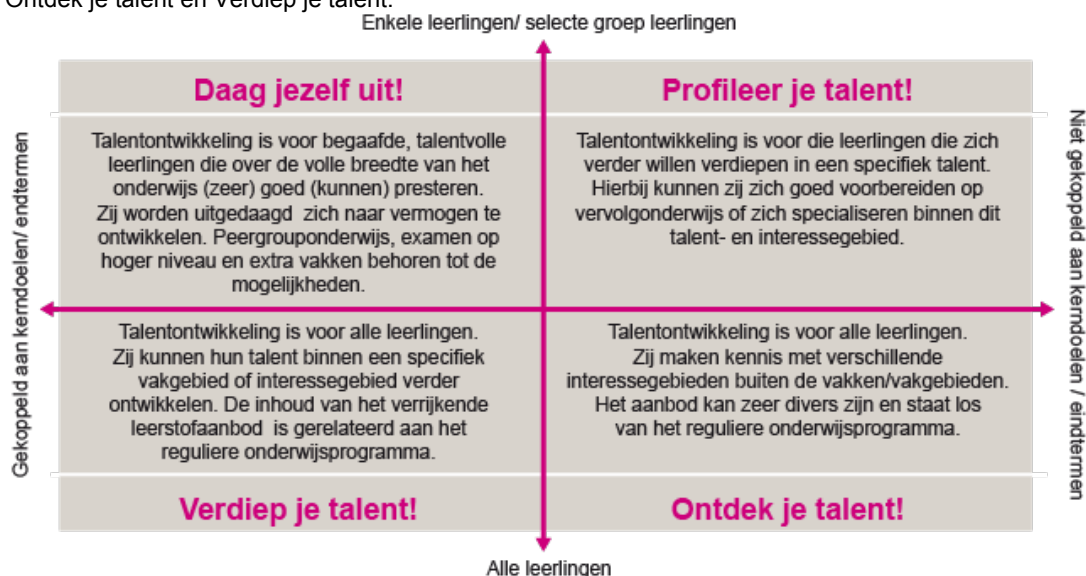 Ontdek je talent en Verdiep je talent.
Enkele leerlingen/ selecte groep leerlingen
Daag jezelf uit!
Talentontwikkeling is voor begaafde, talentvolle
leerlingen die over de volle breedte van het
onderwijs (zeer) goed (kunnen) presteren.
Zij worden uitgedaagd zich naar vermogen te
ontwikkelen. Peergrouponderwijs, examen op
hoger niveau en extra vakken behoren tot de
mogelijkheden.
Profileer je talent!
Talentontwikkeling is voor die leerlingen die zich
verder willen verdiepen in een specifiek talent.
Hierbij kunnen zij zich goed voorbereiden op
vervolgonderwijs of zich specialiseren binnen dit
talent- en interessegebied.
Gekoppeld aan kerndoelen/ endtermen
Niet gekoppeld aan kerndoelen / eindtermen
Talentontwikkeling is voor alle leerlingen.
Zij kunnen hun talent binnen een specifiek
vakgebied of interessegebied verder
ontwikkelen. De inhoud van het verrijkende
leerstofaanbod is gerelateerd aan het
reguliere onderwijsprogramma.
Verdiep je talent!
Talentontwikkeling is voor alle leerlingen.
Zij maken kennis met verschillende
interessegebieden buiten de vakken/vakgebieden.
Het aanbod kan zeer divers zijn en staat los
van het reguliere onderwijsprogramma.
Ontdek je talent!
Alle leerlingen